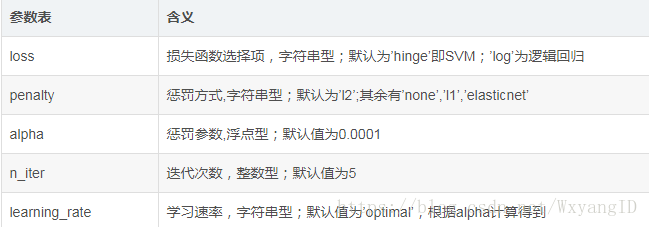 参数表 含义
loss 损失函数选择项，字符串型；默认为'hinge'即SVM；'log'为逻辑回归
penalty 惩罚方式,字符串型；默认为'l2';其余有'none','l1','elasticnet'
alpha 惩罚参数,浮点型；默认值为0.0001
n_iter 迭代次数，整数型；默认值为5
learning_rate 学习速率，字符串型；默认值为'optimal'，根据alpha计算得到
https://blog.csdn.net/WxyangID